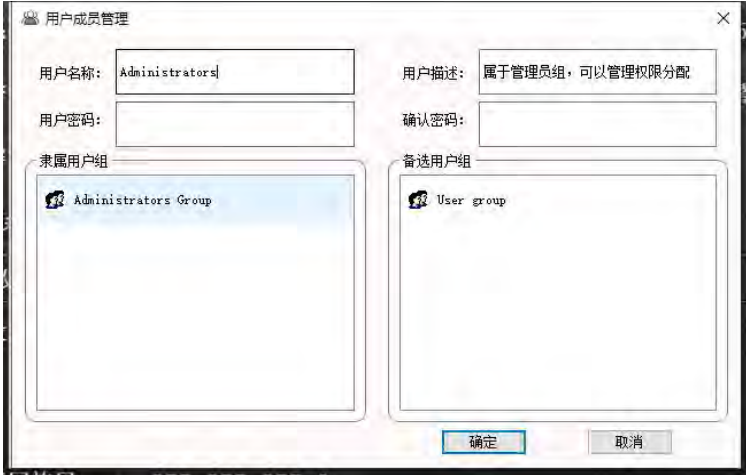 用户成员管理
用户名称： Administrators
用户描述： 属于管理员组，可以管理权限分配
用户密码：
确认密码：
隶属用户组
备选用户组
Administrators Group
User group
确定
取消